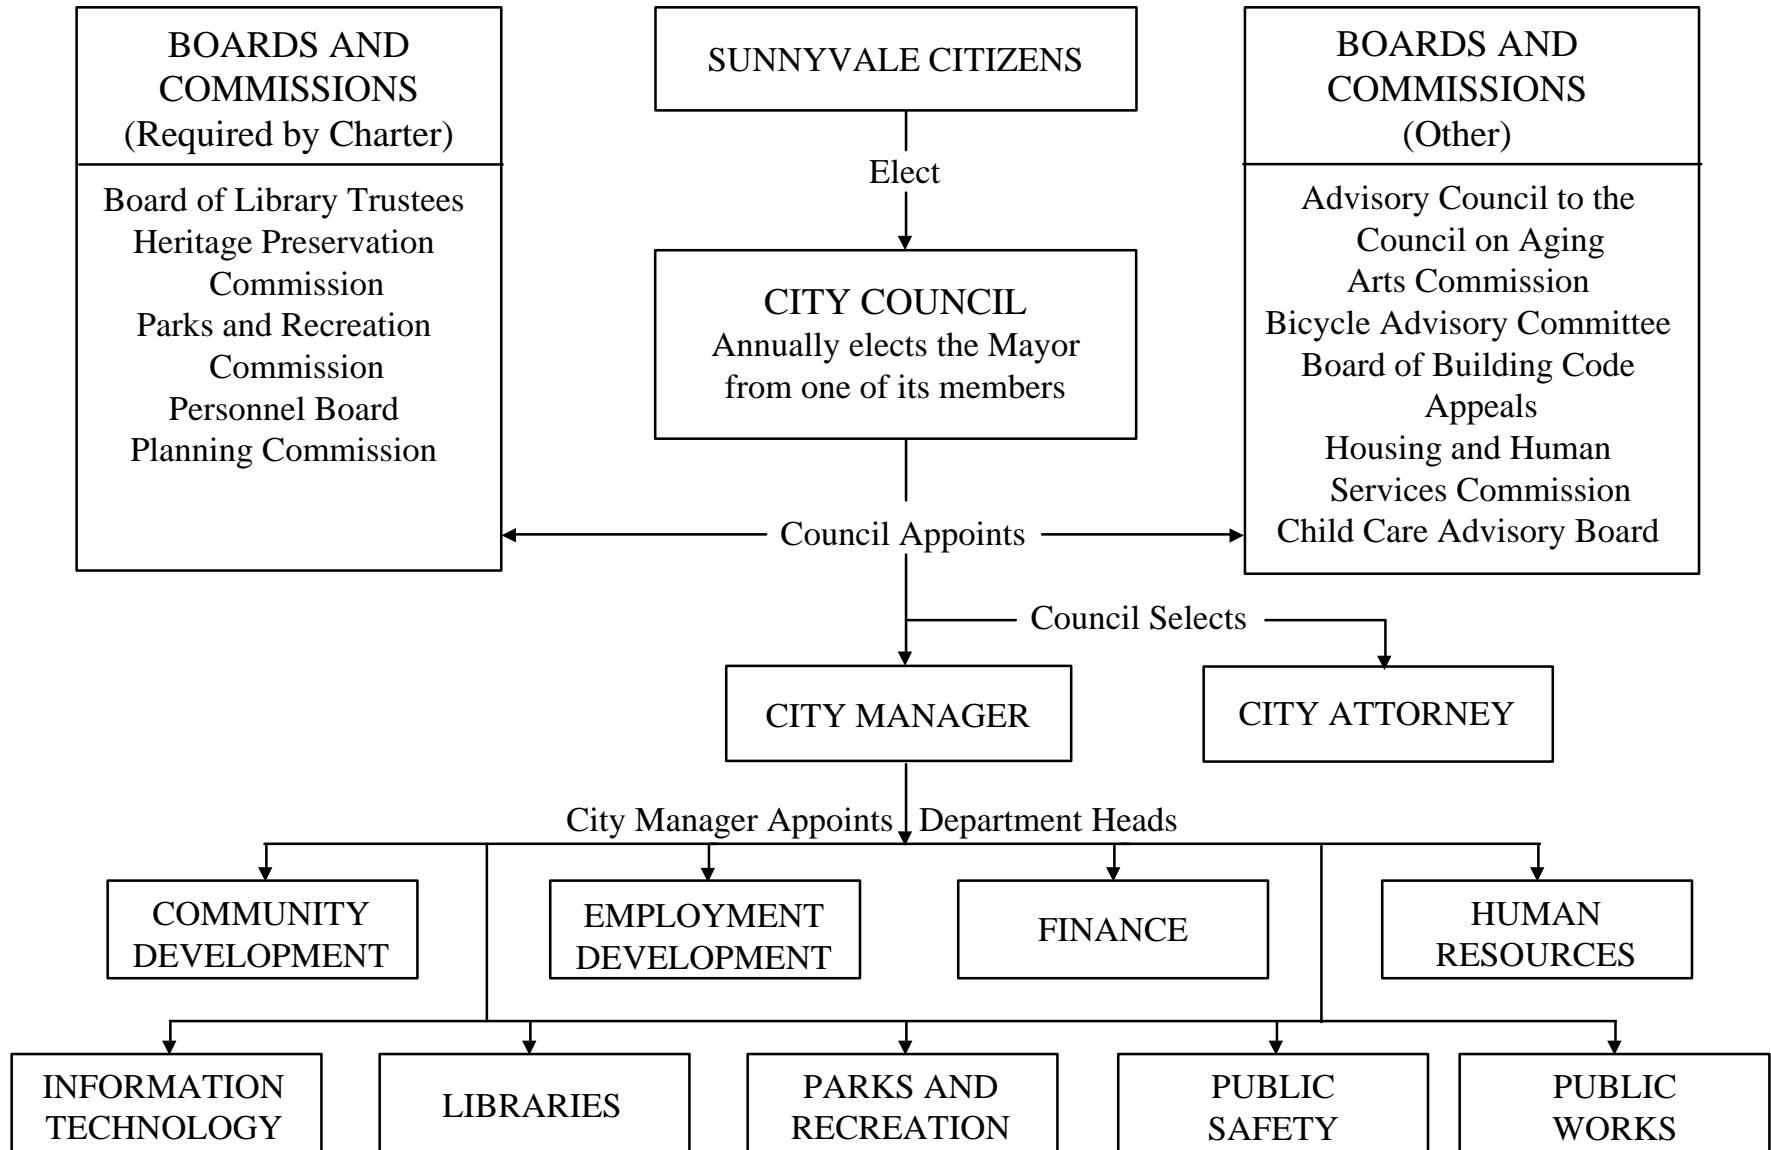 BOARDS AND
COMMISSIONS
(Required by Charter)
Board of Library Trustees
Heritage Preservation
Commission
Parks and Recreation
Commission
Personnel Board
Planning Commission
SUNNYVALE CITIZENS
Elect
CITY COUNCIL
Annually elects the Mayor
from one of its members
BOARDS AND
COMMISSIONS
(Other)
Advisory Council to the
Council on Aging
Arts Commission
Bicycle Advisory Committee
Board of Building Code
Appeals
Housing and Human
Services Commission
Child Care Advisory Board
Council Appoints
Council Selects
CITY MANAGER
CITY ATTORNEY
City Manager Appoints Department Heads
COMMUNITY
DEVELOPMENT
EMPLOYMENT
DEVELOPMENT
FINANCE
HUMAN
RESOURCES
INFORMATION
TECHNOLOGY
LIBRARIES
PARKS AND
RECREATION
PUBLIC
SAFETY
PUBLIC
WORKS